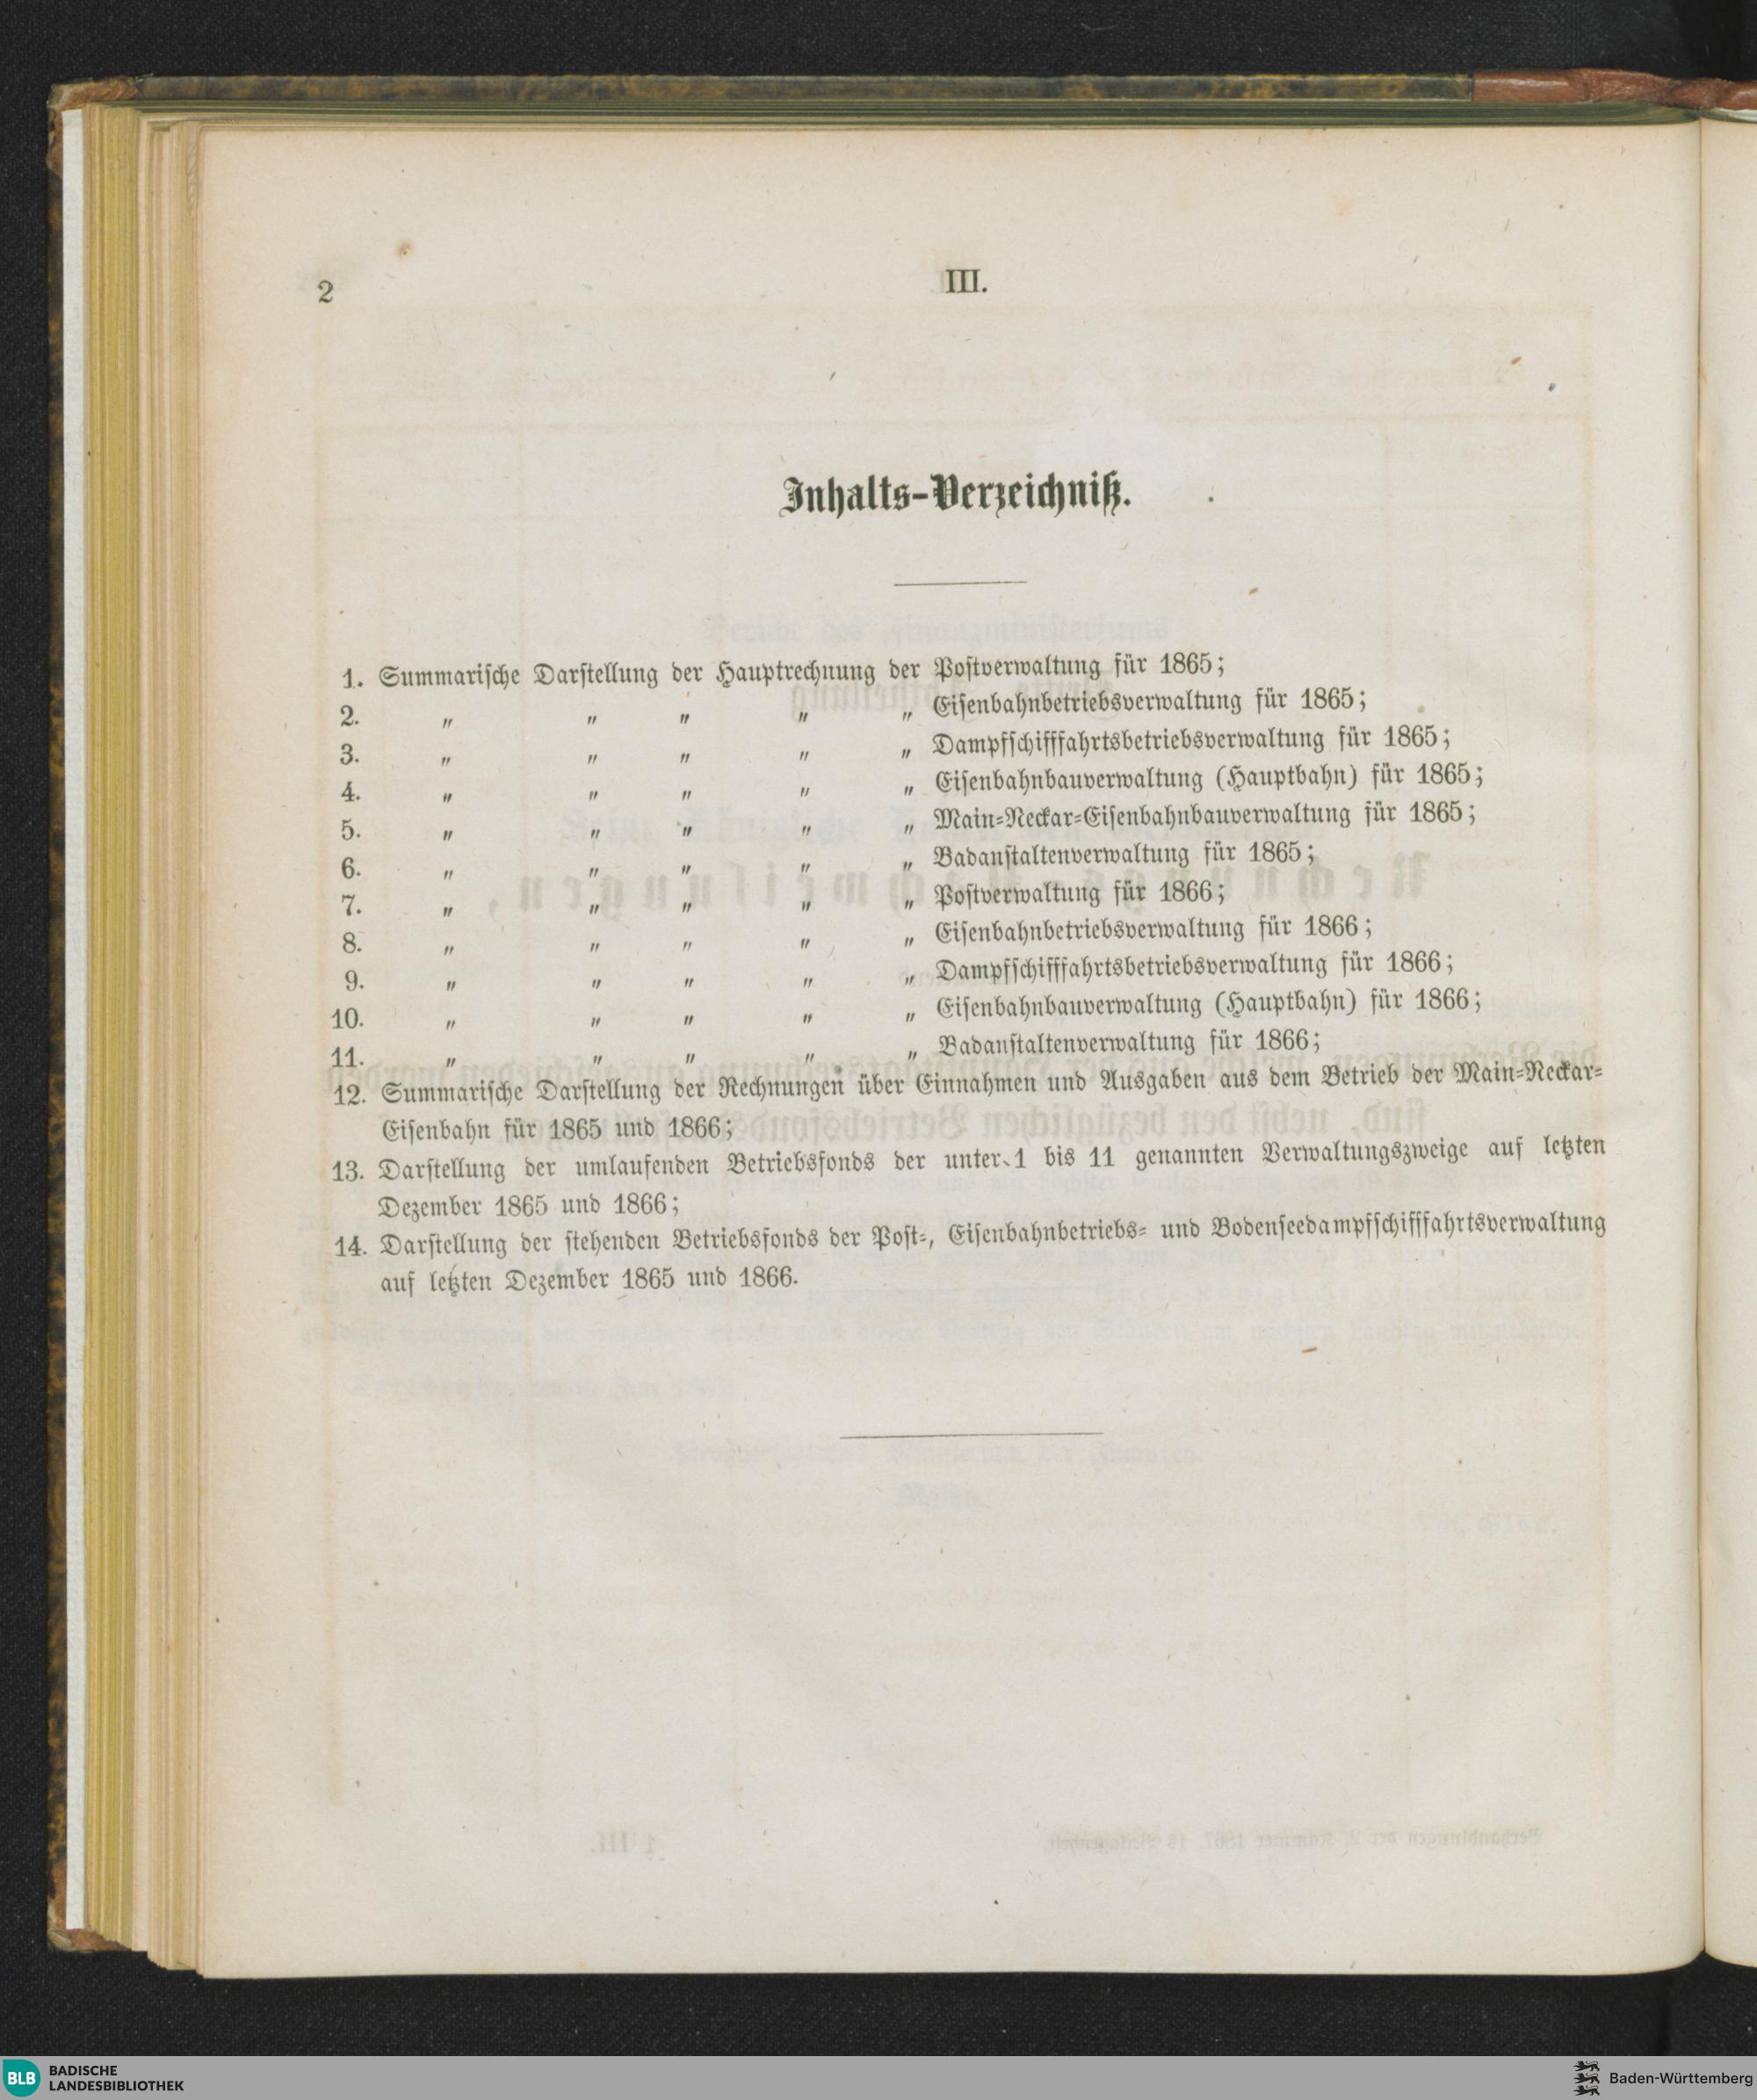 2
III.
Inhalts-Verzeichniß.
1. Summarische Darstellung der Hauptrechnung der Postverwaltung für 1865;
2. „ „ „ „ „ Eisenbahnbetriebsverwaltung für 1865;
3. „ „ „ „ „ Dampfschifffahrtsbetriebsverwaltung für 1865;
4. „ „ „ „ „ Eisenbahnbauverwaltung (Hauptbahn) für 1865;
5. „ „ „ „ „ Main-Neckar-Eisenbahnbauverwaltung für 1865;
6. „ „ „ „ „ Badanstaltenverwaltung für 1865;
7. „ „ „ „ „ Postverwaltung für 1866;
8. „ „ „ „ „ Eisenbahnbetriebsverwaltung für 1866;
9. „ „ „ „ „ Dampfschifffahrtsbetriebsverwaltung für 1866;
10. „ „ „ „ „ Eisenbahnbauverwaltung (Hauptbahn) für 1866;
11. „ „ „ „ „ Badanstaltenverwaltung für 1866;
12. Summarische Darstellung der Rechnungen über Einnahmen und Ausgaben aus dem Betrieb der Main-Neckar-
Eisenbahn für 1865 und 1866;
13. Darstellung der umlaufenden Betriebsfonds der unter 1 bis 11 genannten Verwaltungszweige auf letzten
Dezember 1865 und 1866;
14. Darstellung der stehenden Betriebsfonds der Post-, Eisenbahnbetriebs- und Bodenseedampfschifffahrtsverwaltung
auf letzten Dezember 1865 und 1866.
BLB BADISCHE
LANDESBIBLIOTHEK
Baden-Württemberg